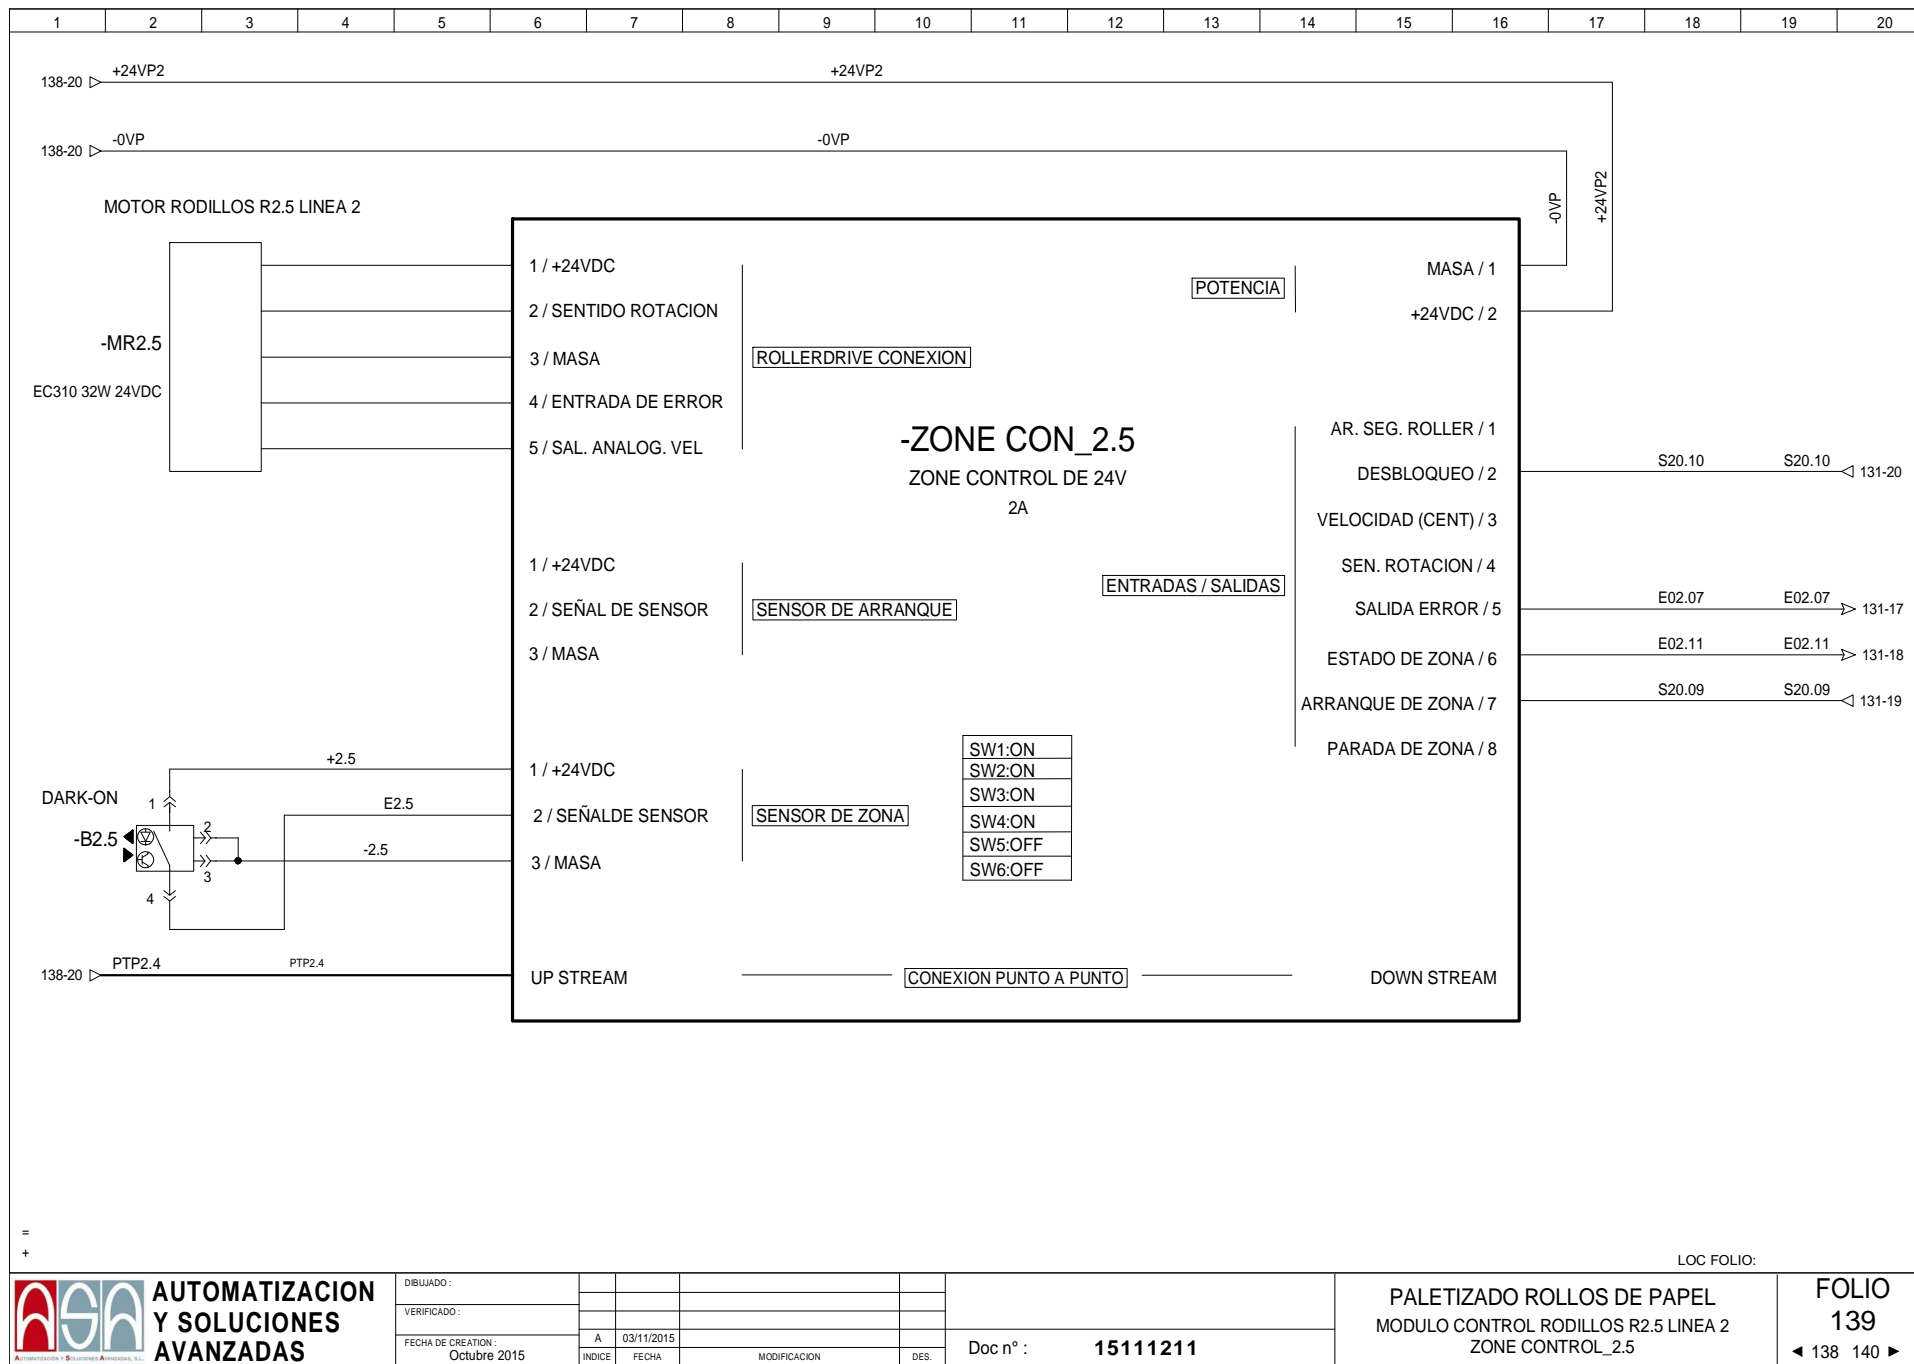 1 2 3 4 5 6 7 8 9 10 11 12 13 14 15 16 17 18 19 20
138-20 +24VP2 +24VP2
138-20 -0VP -0VP
-0VP
+24VP2
MOTOR RODILLOS R2.5 LINEA 2
-MR2.5
EC310 32W 24VDC
1 / +24VDC
2 / SENTIDO ROTACION
3 / MASA
4 / ENTRADA DE ERROR
5 / SAL. ANALOG. VEL
ROLLERDRIVE CONEXION
POTENCIA
MASA / 1
+24VDC / 2
-ZONE CON_2.5
ZONE CONTROL DE 24V
2A
1 / +24VDC
2 / SEÑAL DE SENSOR
3 / MASA
SENSOR DE ARRANQUE
ENTRADAS / SALIDAS
AR. SEG. ROLLER / 1
DESBLOQUEO / 2 S20.10 S20.10 131-20
VELOCIDAD (CENT) / 3
SEN. ROTACION / 4
SALIDA ERROR / 5 E02.07 E02.07 131-17
ESTADO DE ZONA / 6 E02.11 E02.11 131-18
ARRANQUE DE ZONA / 7 S20.09 S20.09 131-19
PARADA DE ZONA / 8
DARK-ON
-B2.5
1
2
3
4
+2.5
E2.5
-2.5
1 / +24VDC
2 / SEÑALDE SENSOR
3 / MASA
SENSOR DE ZONA
SW1:ON
SW2:ON
SW3:ON
SW4:ON
SW5:OFF
SW6:OFF
138-20 PTP2.4 PTP2.4
UP STREAM CONEXION PUNTO A PUNTO DOWN STREAM
=
+
LOC FOLIO:
ASA
AUTOMATIZACION Y SOLUCIONES AVANZADAS, S.L.
AUTOMATIZACION
Y SOLUCIONES
AVANZADAS
DIBUJADO :
VERIFICADO :
FECHA DE CREATION :
Octubre 2015
A 03/11/2015
INDICE FECHA MODIFICACION DES.
Doc n° : 15111211
PALETIZADO ROLLOS DE PAPEL
MODULO CONTROL RODILLOS R2.5 LINEA 2
ZONE CONTROL_2.5
FOLIO
139
138 140